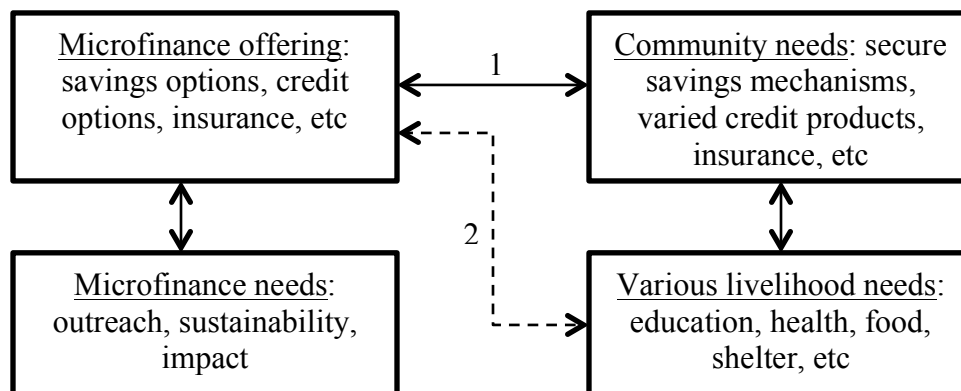 Microfinance offering:
savings options, credit
options, insurance, etc
1
Community needs: secure
savings mechanisms,
varied credit products,
insurance, etc
2
Microfinance needs:
outreach, sustainability,
impact
Various livelihood needs:
education, health, food,
shelter, etc